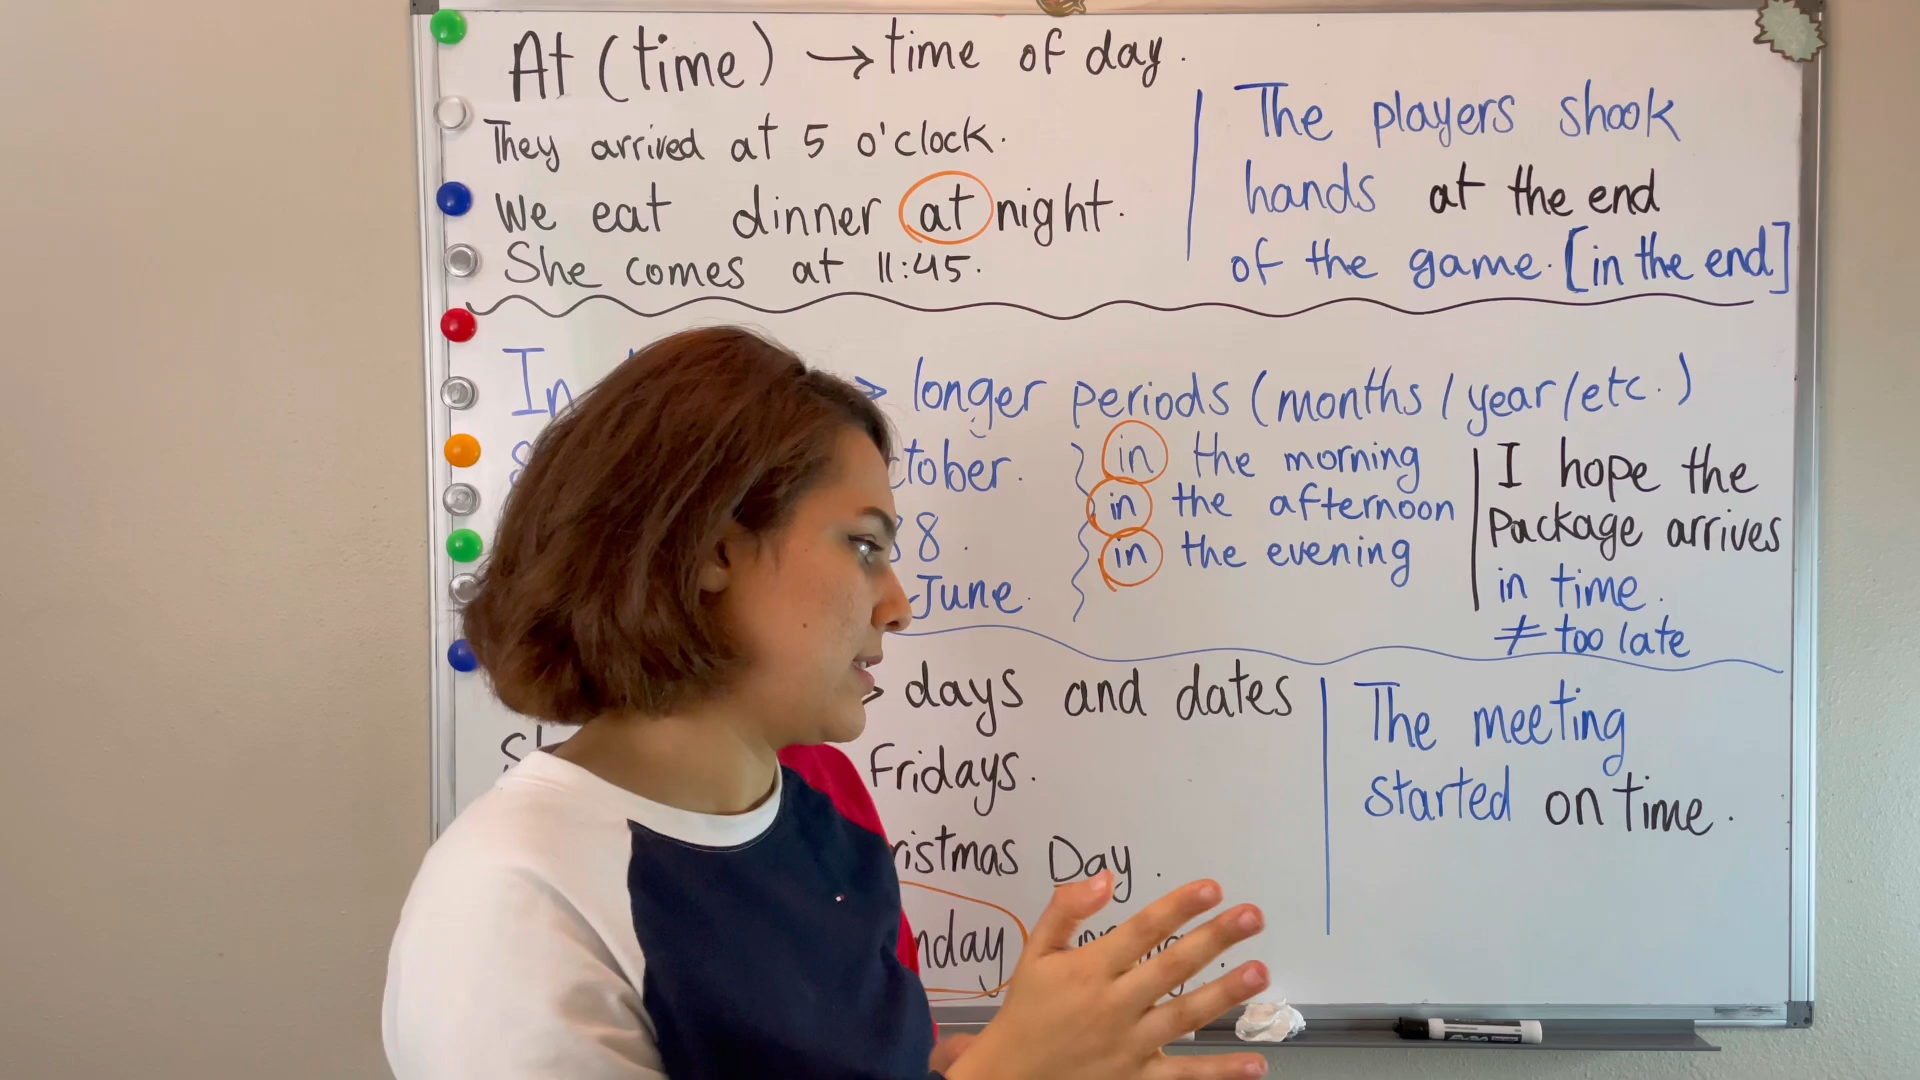 At (time) → time of day.
They arrived at 5 o'clock.
We eat dinner at night.
She comes at 11:45.
The players shook
hands at the end
of the game. [in the end]
In
longer periods (months / year / etc.)
in the morning
in the afternoon
in the evening
8.
June.
I hope the
Package arrives
in time.
≠ too late
days and dates
Fridays.
Day.
The meeting
started on time.